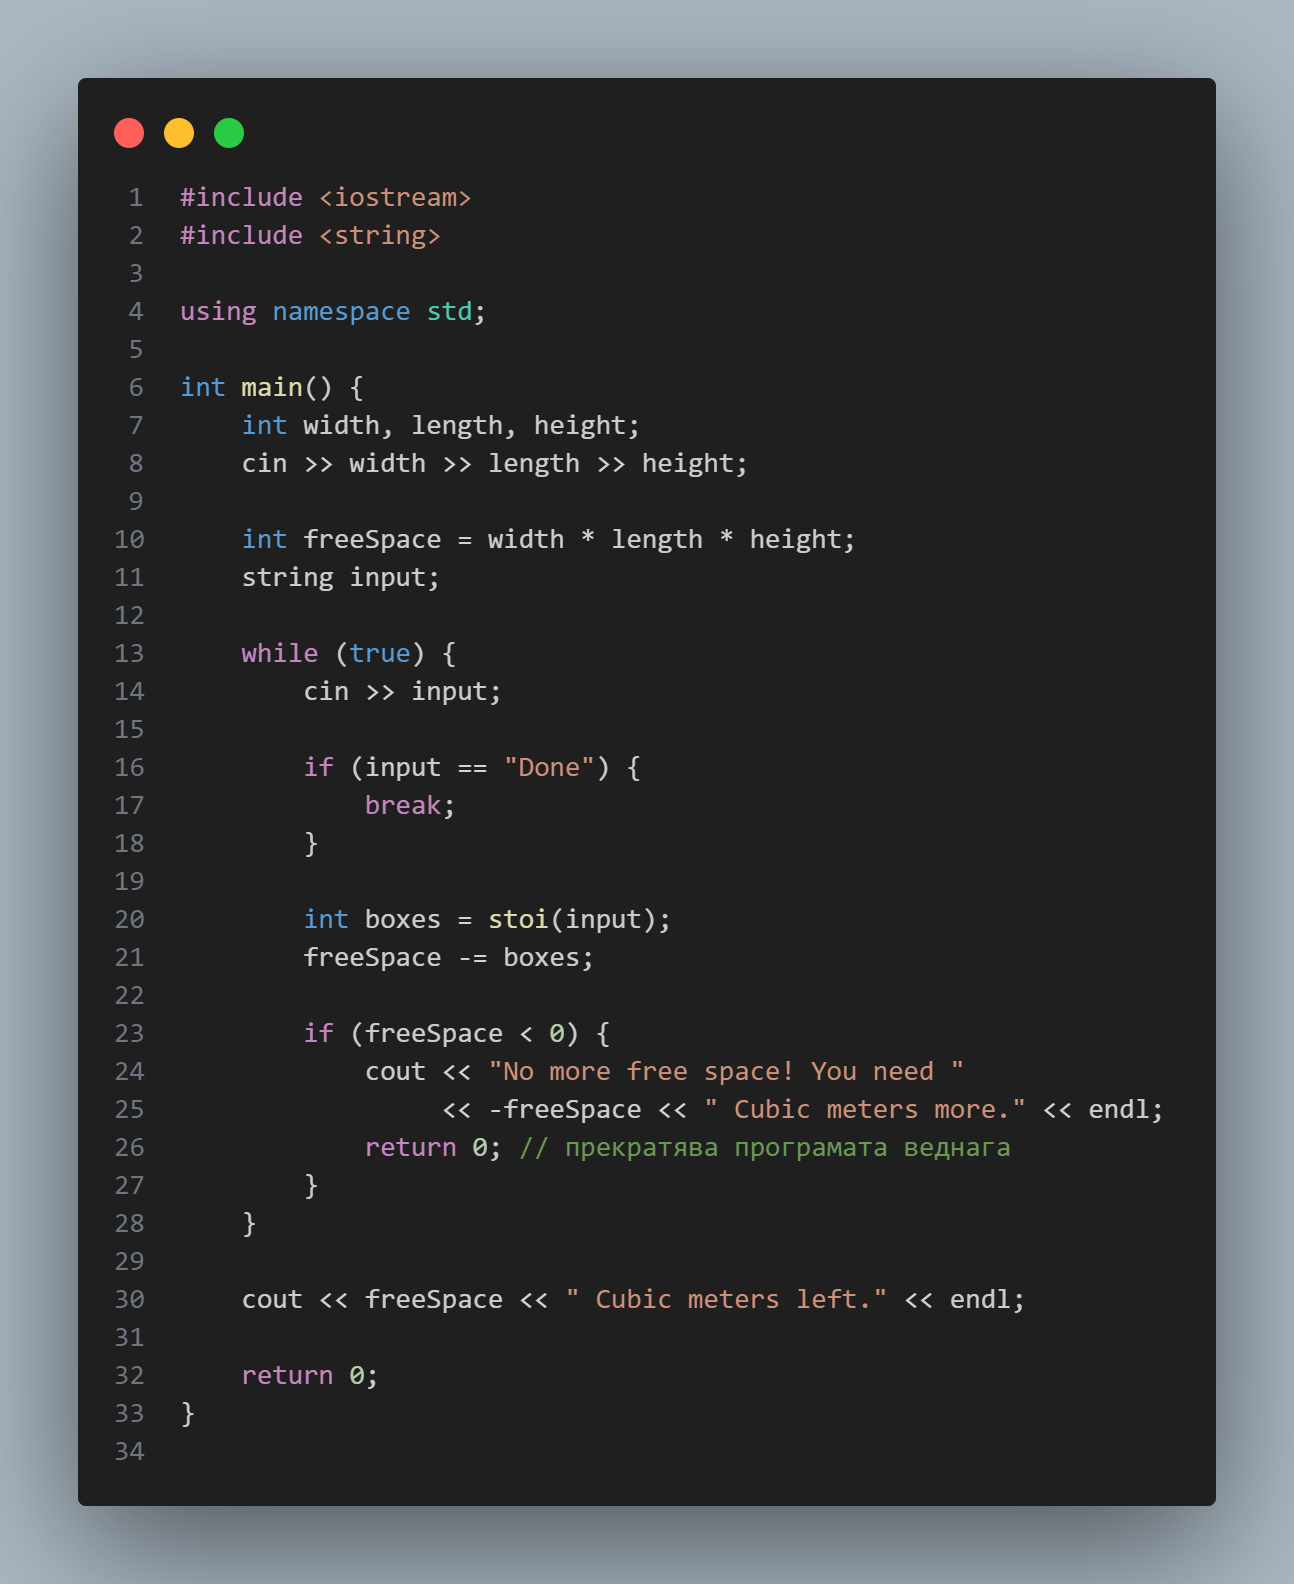 1 #include <iostream>
2 #include <string>
3
4 using namespace std;
5
6 int main() {
7     int width, length, height;
8     cin >> width >> length >> height;
9
10     int freeSpace = width * length * height;
11     string input;
12
13     while (true) {
14         cin >> input;
15
16         if (input == "Done") {
17             break;
18         }
19
20         int boxes = stoi(input);
21         freeSpace -= boxes;
22
23         if (freeSpace < 0) {
24             cout << "No more free space! You need "
25                  << -freeSpace << " Cubic meters more." << endl;
26             return 0; // прекратява програмата веднага
27         }
28     }
29
30     cout << freeSpace << " Cubic meters left." << endl;
31
32     return 0;
33 }
34